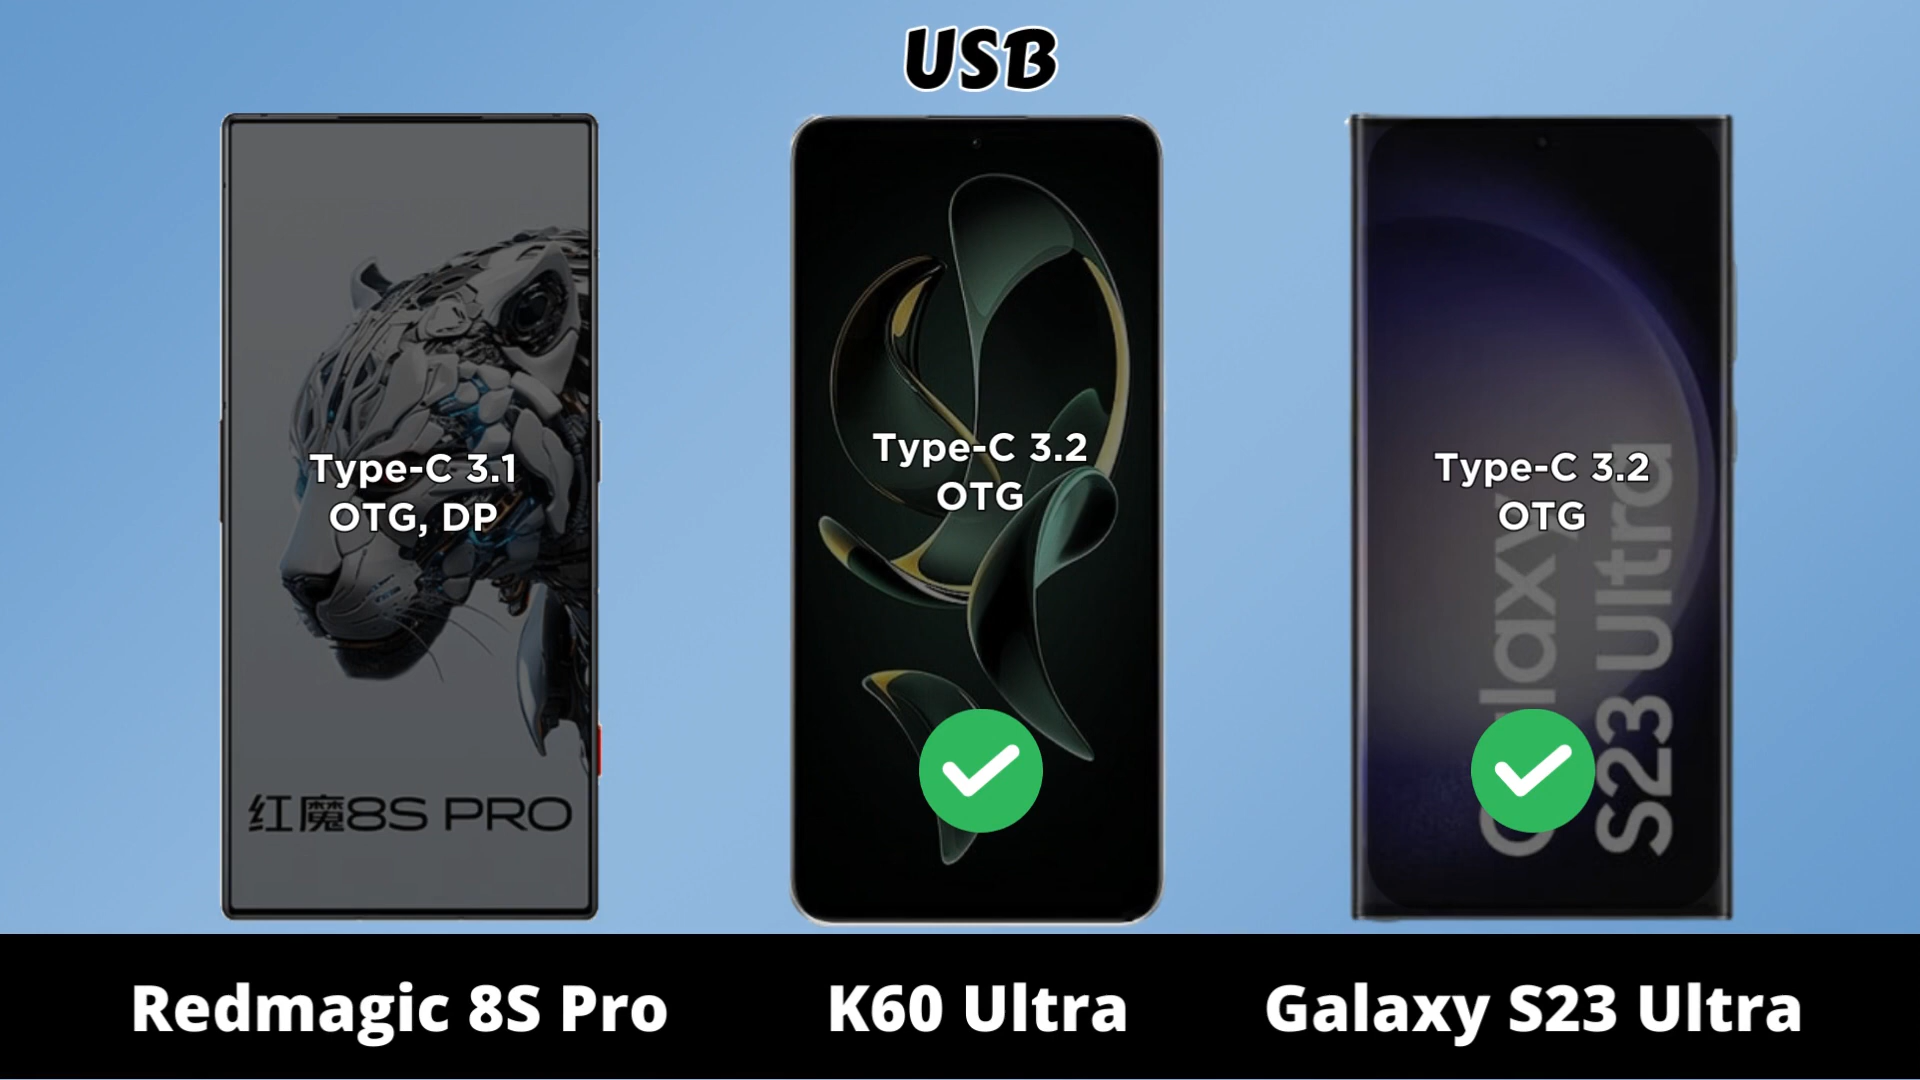 USB
Type-C 3.1
OTG, DP
红魔8S PRO
Type-C 3.2
OTG
Type-C 3.2
OTG
Galaxy
S23 Ultra
Redmagic 8S Pro
K60 Ultra
Galaxy S23 Ultra